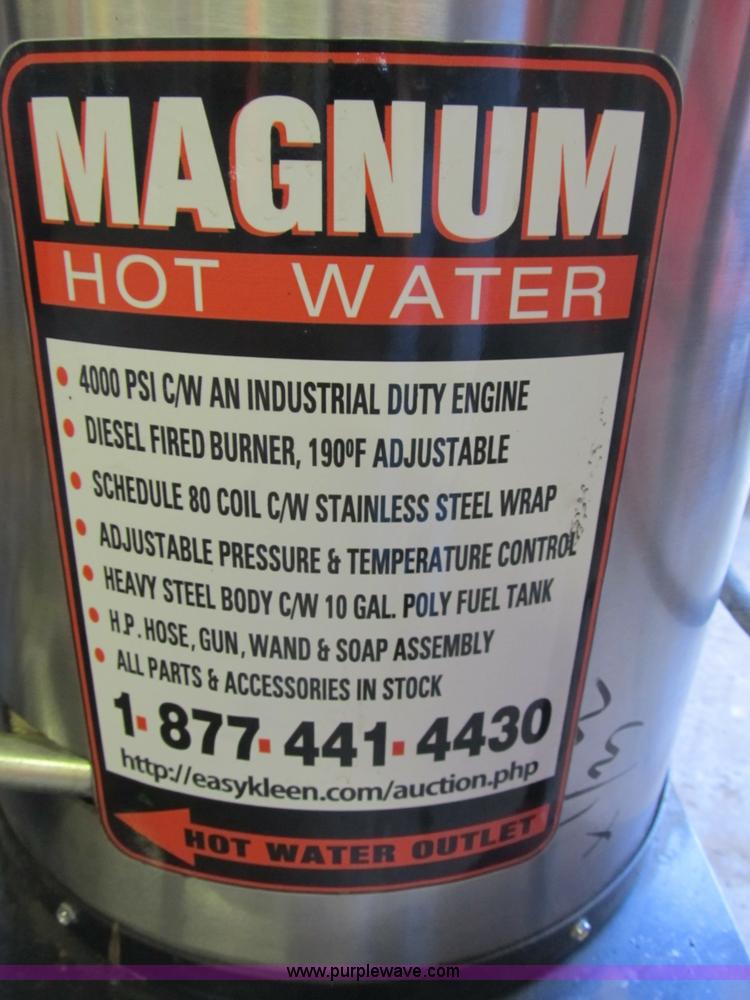 MAGNUM
HOT WATER
• 4000 PSI C/W AN INDUSTRIAL DUTY ENGINE
• DIESEL FIRED BURNER, 190ºF ADJUSTABLE
• SCHEDULE 80 COIL C/W STAINLESS STEEL WRAP
• ADJUSTABLE PRESSURE & TEMPERATURE CONTROL
• HEAVY STEEL BODY C/W 10 GAL. POLY FUEL TANK
• H.P. HOSE, GUN, WAND & SOAP ASSEMBLY
• ALL PARTS & ACCESSORIES IN STOCK
1-877-441-4430
http://easykleen.com/auction.php
HOT WATER OUTLET
www.purplewave.com